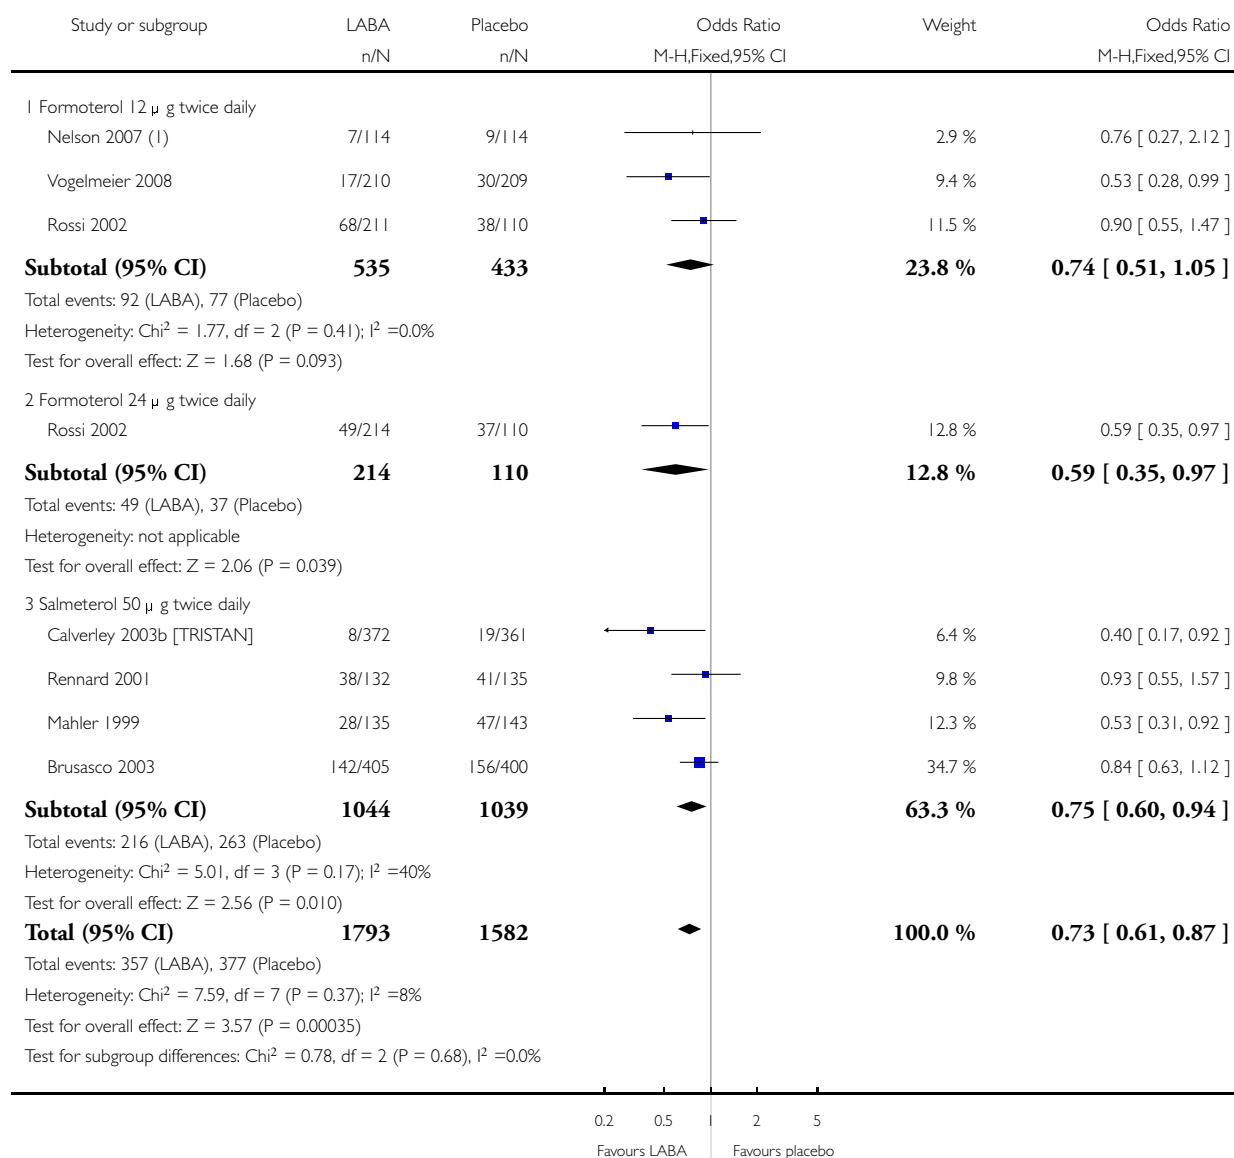 Study or subgroup LABA Placebo Odds Ratio Weight Odds Ratio
n/N n/N M-H,Fixed,95% CI M-H,Fixed,95% CI
1 Formoterol 12 μ g twice daily
Nelson 2007 (1) 7/114 9/114 2.9 % 0.76 [ 0.27, 2.12 ]
Vogelmeier 2008 17/210 30/209 9.4 % 0.53 [ 0.28, 0.99 ]
Rossi 2002 68/211 38/110 11.5 % 0.90 [ 0.55, 1.47 ]
Subtotal (95% CI) 535 433 23.8 % 0.74 [ 0.51, 1.05 ]
Total events: 92 (LABA), 77 (Placebo)
Heterogeneity: Chi² = 1.77, df = 2 (P = 0.41); I² =0.0%
Test for overall effect: Z = 1.68 (P = 0.093)
2 Formoterol 24 μ g twice daily
Rossi 2002 49/214 37/110 12.8 % 0.59 [ 0.35, 0.97 ]
Subtotal (95% CI) 214 110 12.8 % 0.59 [ 0.35, 0.97 ]
Total events: 49 (LABA), 37 (Placebo)
Heterogeneity: not applicable
Test for overall effect: Z = 2.06 (P = 0.039)
3 Salmeterol 50 μ g twice daily
Calverley 2003b [TRISTAN] 8/372 19/361 6.4 % 0.40 [ 0.17, 0.92 ]
Rennard 2001 38/132 41/135 9.8 % 0.93 [ 0.55, 1.57 ]
Mahler 1999 28/135 47/143 12.3 % 0.53 [ 0.31, 0.92 ]
Brusasco 2003 142/405 156/400 34.7 % 0.84 [ 0.63, 1.12 ]
Subtotal (95% CI) 1044 1039 63.3 % 0.75 [ 0.60, 0.94 ]
Total events: 216 (LABA), 263 (Placebo)
Heterogeneity: Chi² = 5.01, df = 3 (P = 0.17); I² =40%
Test for overall effect: Z = 2.56 (P = 0.010)
Total (95% CI) 1793 1582 100.0 % 0.73 [ 0.61, 0.87 ]
Total events: 357 (LABA), 377 (Placebo)
Heterogeneity: Chi² = 7.59, df = 7 (P = 0.37); I² =8%
Test for overall effect: Z = 3.57 (P = 0.00035)
Test for subgroup differences: Chi² = 0.78, df = 2 (P = 0.68), I² =0.0%
0.2 0.5 1 2 5
Favours LABA Favours placebo